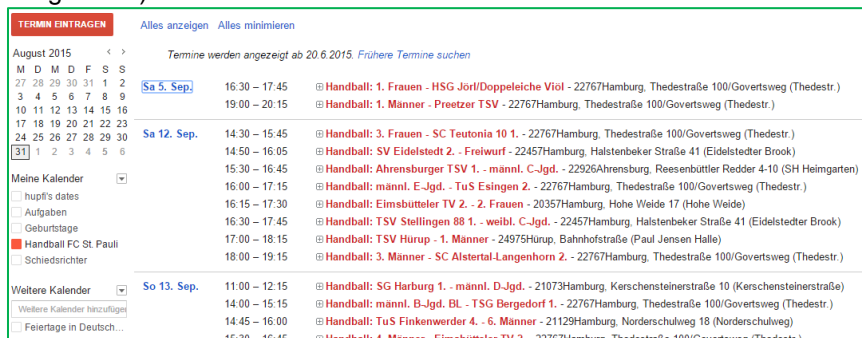 TERMIN EINTRAGEN
Alles anzeigen Alles minimieren
August 2015 < >
M D M D F S S
27 28 29 30 31 1 2
3 4 5 6 7 8 9
10 11 12 13 14 15 16
17 18 19 20 21 22 23
24 25 26 27 28 29 30
31 1 2 3 4 5 6
Meine Kalender
hupfi's dates
Aufgaben
Geburtstage
Handball FC St. Pauli
Schiedsrichter
Weitere Kalender
Weitere Kalender hinzufügen
Feiertage in Deutsch...
Termine werden angezeigt ab 20.6.2015. Frühere Termine suchen
Sa 5. Sep. 16:30 – 17:45 Handball: 1. Frauen - HSG Jörl/Doppeleiche Viöl - 22767Hamburg, Thedestraße 100/Govertsweg (Thedestr.)
19:00 – 20:15 Handball: 1. Männer - Preetzer TSV - 22767Hamburg, Thedestraße 100/Govertsweg (Thedestr.)
Sa 12. Sep. 14:30 – 15:45 Handball: 3. Frauen - SC Teutonia 10 1. - 22767Hamburg, Thedestraße 100/Govertsweg (Thedestr.)
14:50 – 16:05 Handball: SV Eidelstedt 2. - Freiwurf - 22457Hamburg, Halstenbeker Straße 41 (Eidelstedter Brook)
15:30 – 16:45 Handball: Ahrensburger TSV 1. - männl. C-Jgd. - 22926Ahrensburg, Reesenbüttler Redder 4-10 (SH Heimgarten)
16:00 – 17:15 Handball: männl. E-Jgd. - TuS Esingen 2. - 22767Hamburg, Thedestraße 100/Govertsweg (Thedestr.)
16:15 – 17:30 Handball: Eimsbütteler TV 2. - 2. Frauen - 20357Hamburg, Hohe Weide 17 (Hohe Weide)
16:30 – 17:45 Handball: TSV Stellingen 88 1. - weibl. C-Jgd. - 22457Hamburg, Halstenbeker Straße 41 (Eidelstedter Brook)
17:00 – 18:15 Handball: TSV Hürup - 1. Männer - 24975Hürup, Bahnhofstraße (Paul Jensen Halle)
18:00 – 19:15 Handball: 3. Männer - SC Alstertal-Langenhorn 2. - 22767Hamburg, Thedestraße 100/Govertsweg (Thedestr.)
So 13. Sep. 11:00 – 12:15 Handball: SG Harburg 1. - männl. D-Jgd. - 21073Hamburg, Kerschensteinerstraße 10 (Kerschensteinerstraße)
14:00 – 15:15 Handball: männl. B-Jgd. BL - TSG Bergedorf 1. - 22767Hamburg, Thedestraße 100/Govertsweg (Thedestr.)
14:45 – 16:00 Handball: TuS Finkenwerder 4. - 6. Männer - 21129Hamburg, Norderschulweg 18 (Norderschulweg)